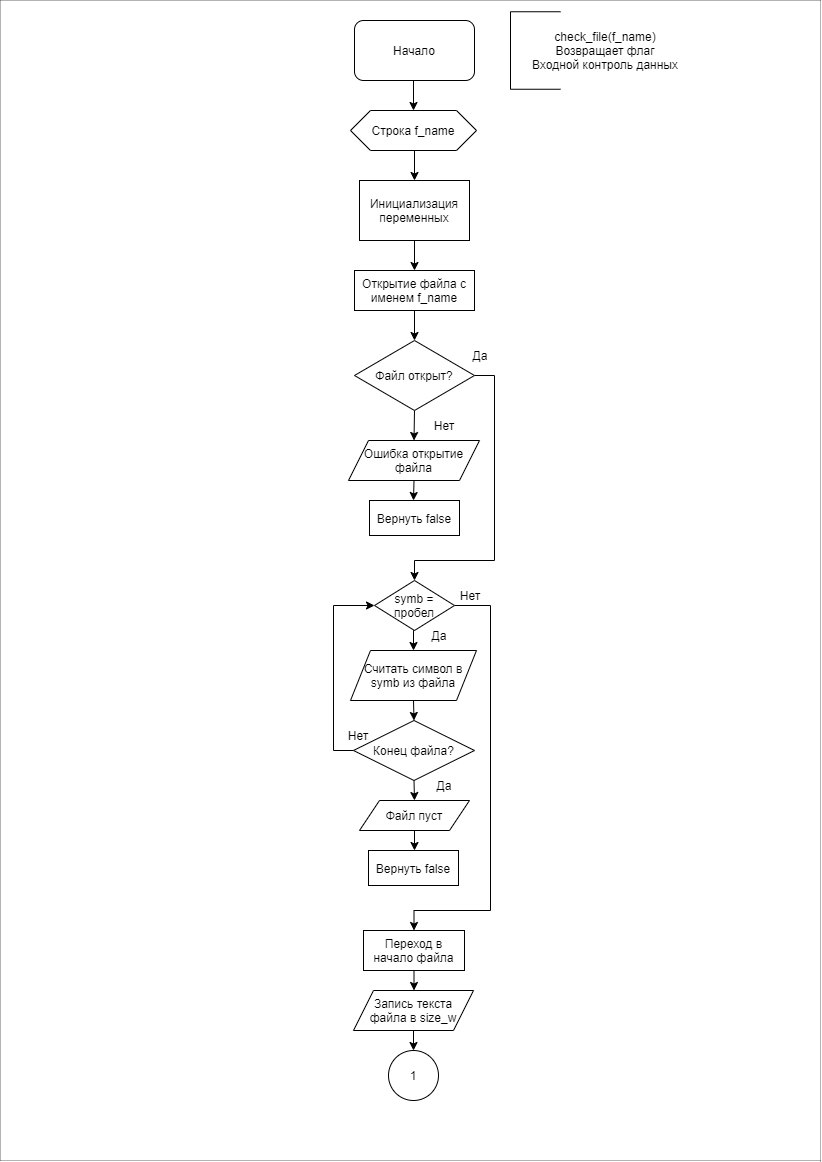 check_file(f_name)
Возвращает флаг
Входной контроль данных
Начало
Строка f_name
Инициализация
переменных
Открытие файла с
именем f_name
Да
Файл открыт?
Нет
Ошибка открытие
файла
Вернуть false
symb =
пробел
Нет
Да
Считать символ в
symb из файла
Нет
Конец файла?
Да
Файл пуст
Вернуть false
Переход в
начало файла
Запись текста
файла в size_w
1